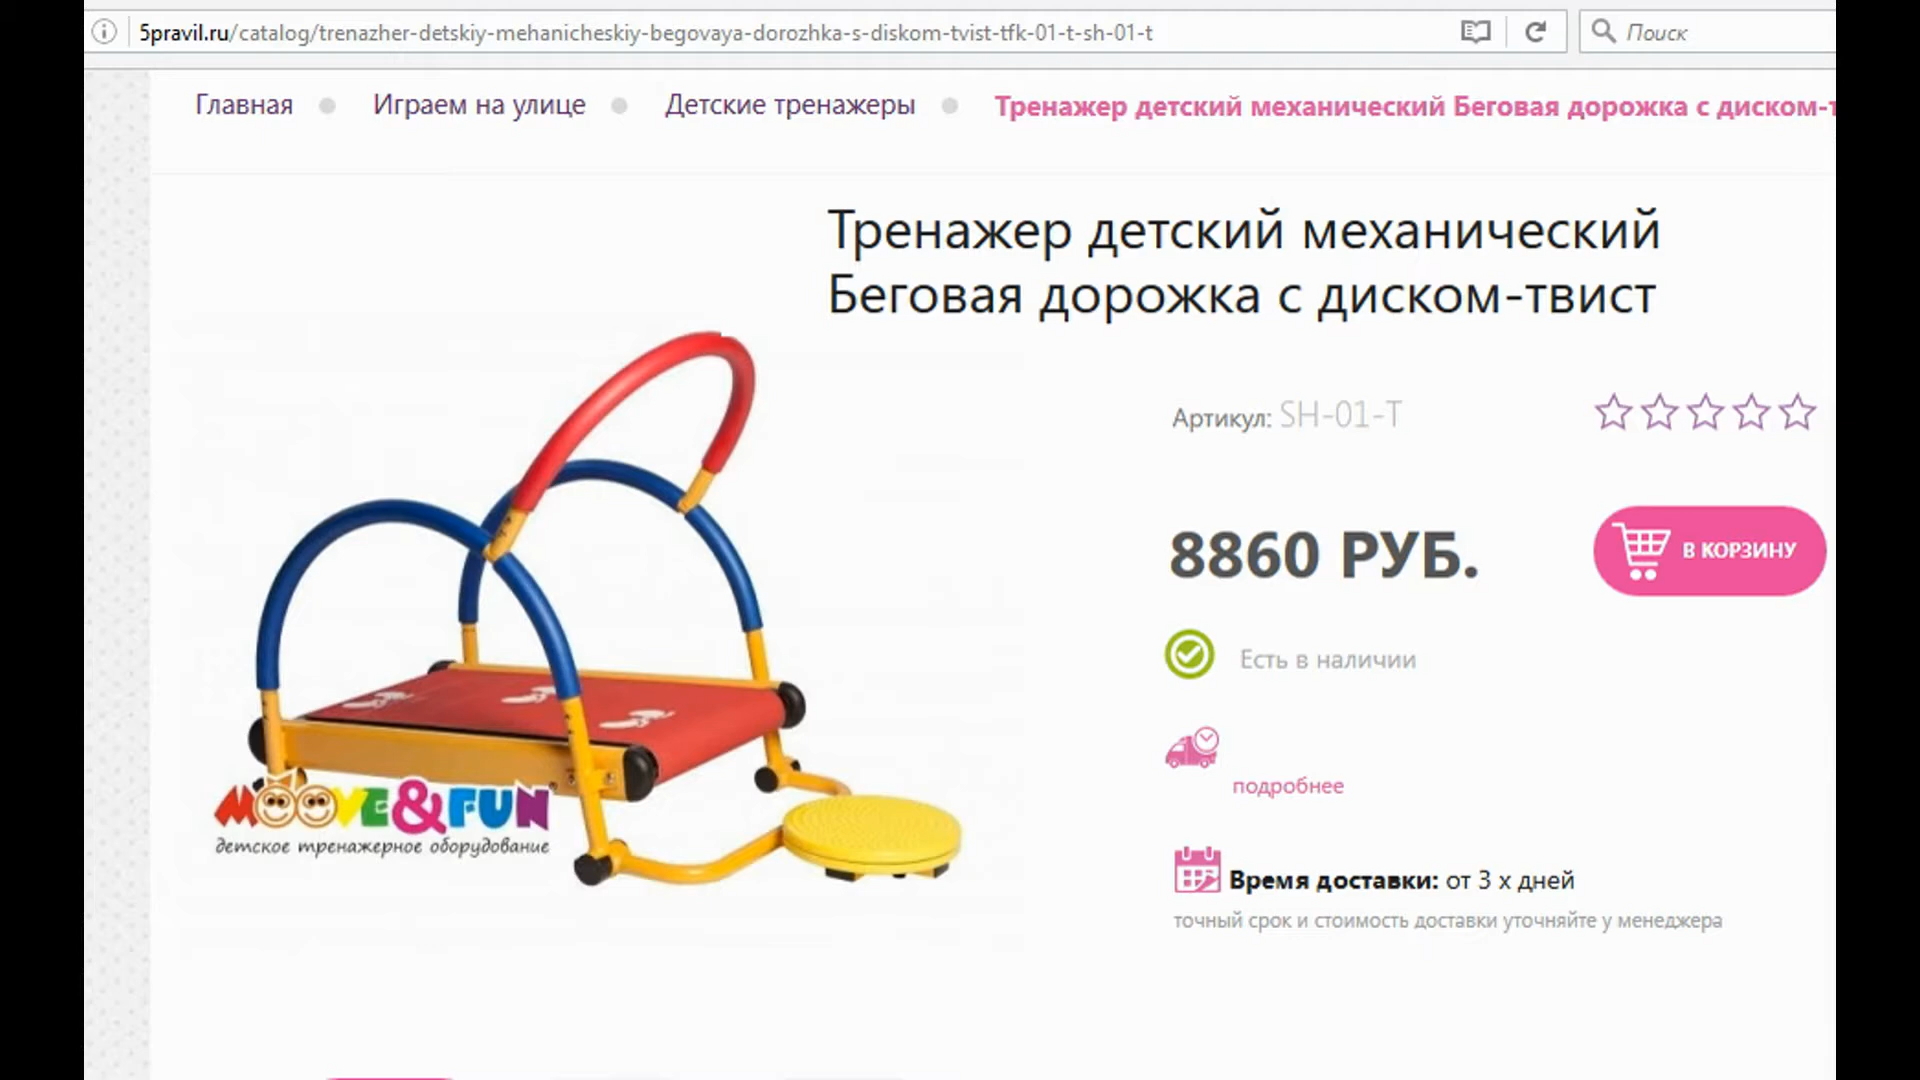 5pravil.ru/catalog/trenazher-detskiy-mehanicheskiy-begovaya-dorozhka-s-diskom-tvist-tfk-01-t-sh-01-t
Поиск
Главная
Играем на улице
Детские тренажеры
Тренажер детский механический Беговая дорожка с диском-т
Тренажер детский механический
Беговая дорожка с диском-твист
Артикул: SH-01-T
8860 РУБ.
В КОРЗИНУ
Есть в наличии
подробнее
MOOVE&FUN
детское тренажерное оборудование
Время доставки: от 3 х дней
точный срок и стоимость доставки уточняйте у менеджера